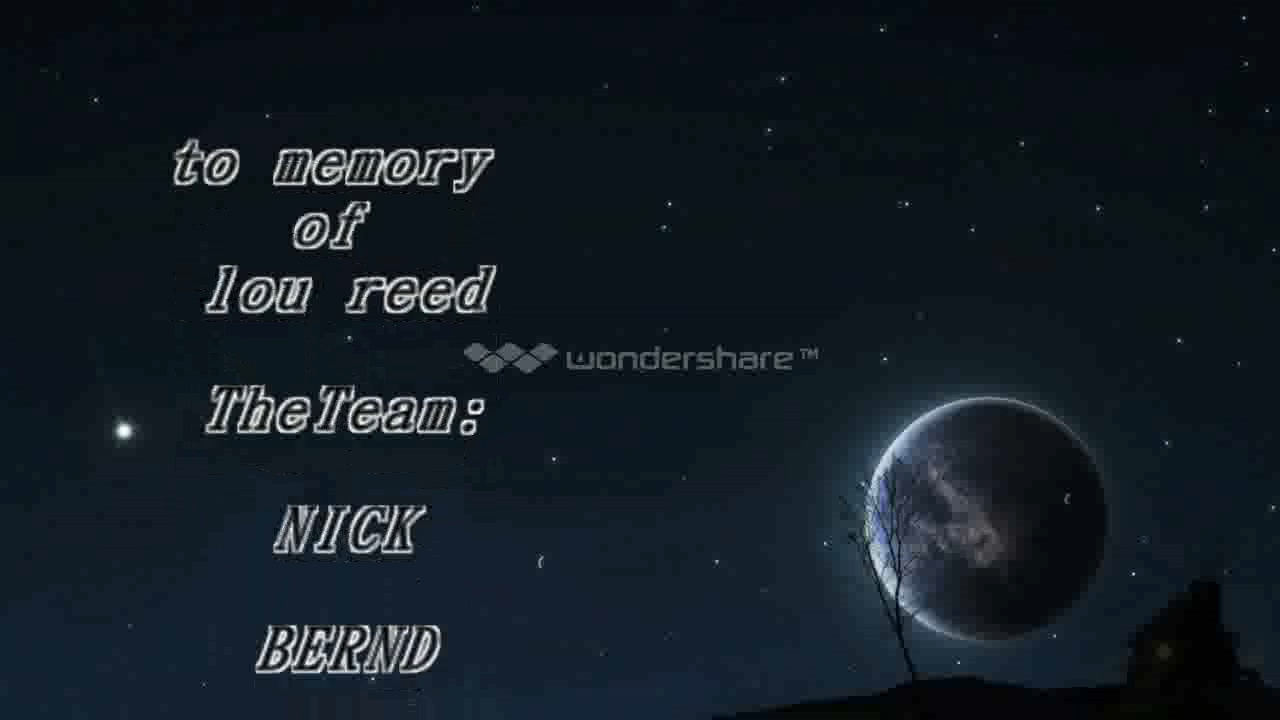 to memory
of
lou reed
wondershare™
TheTeam:
NICK
BERND